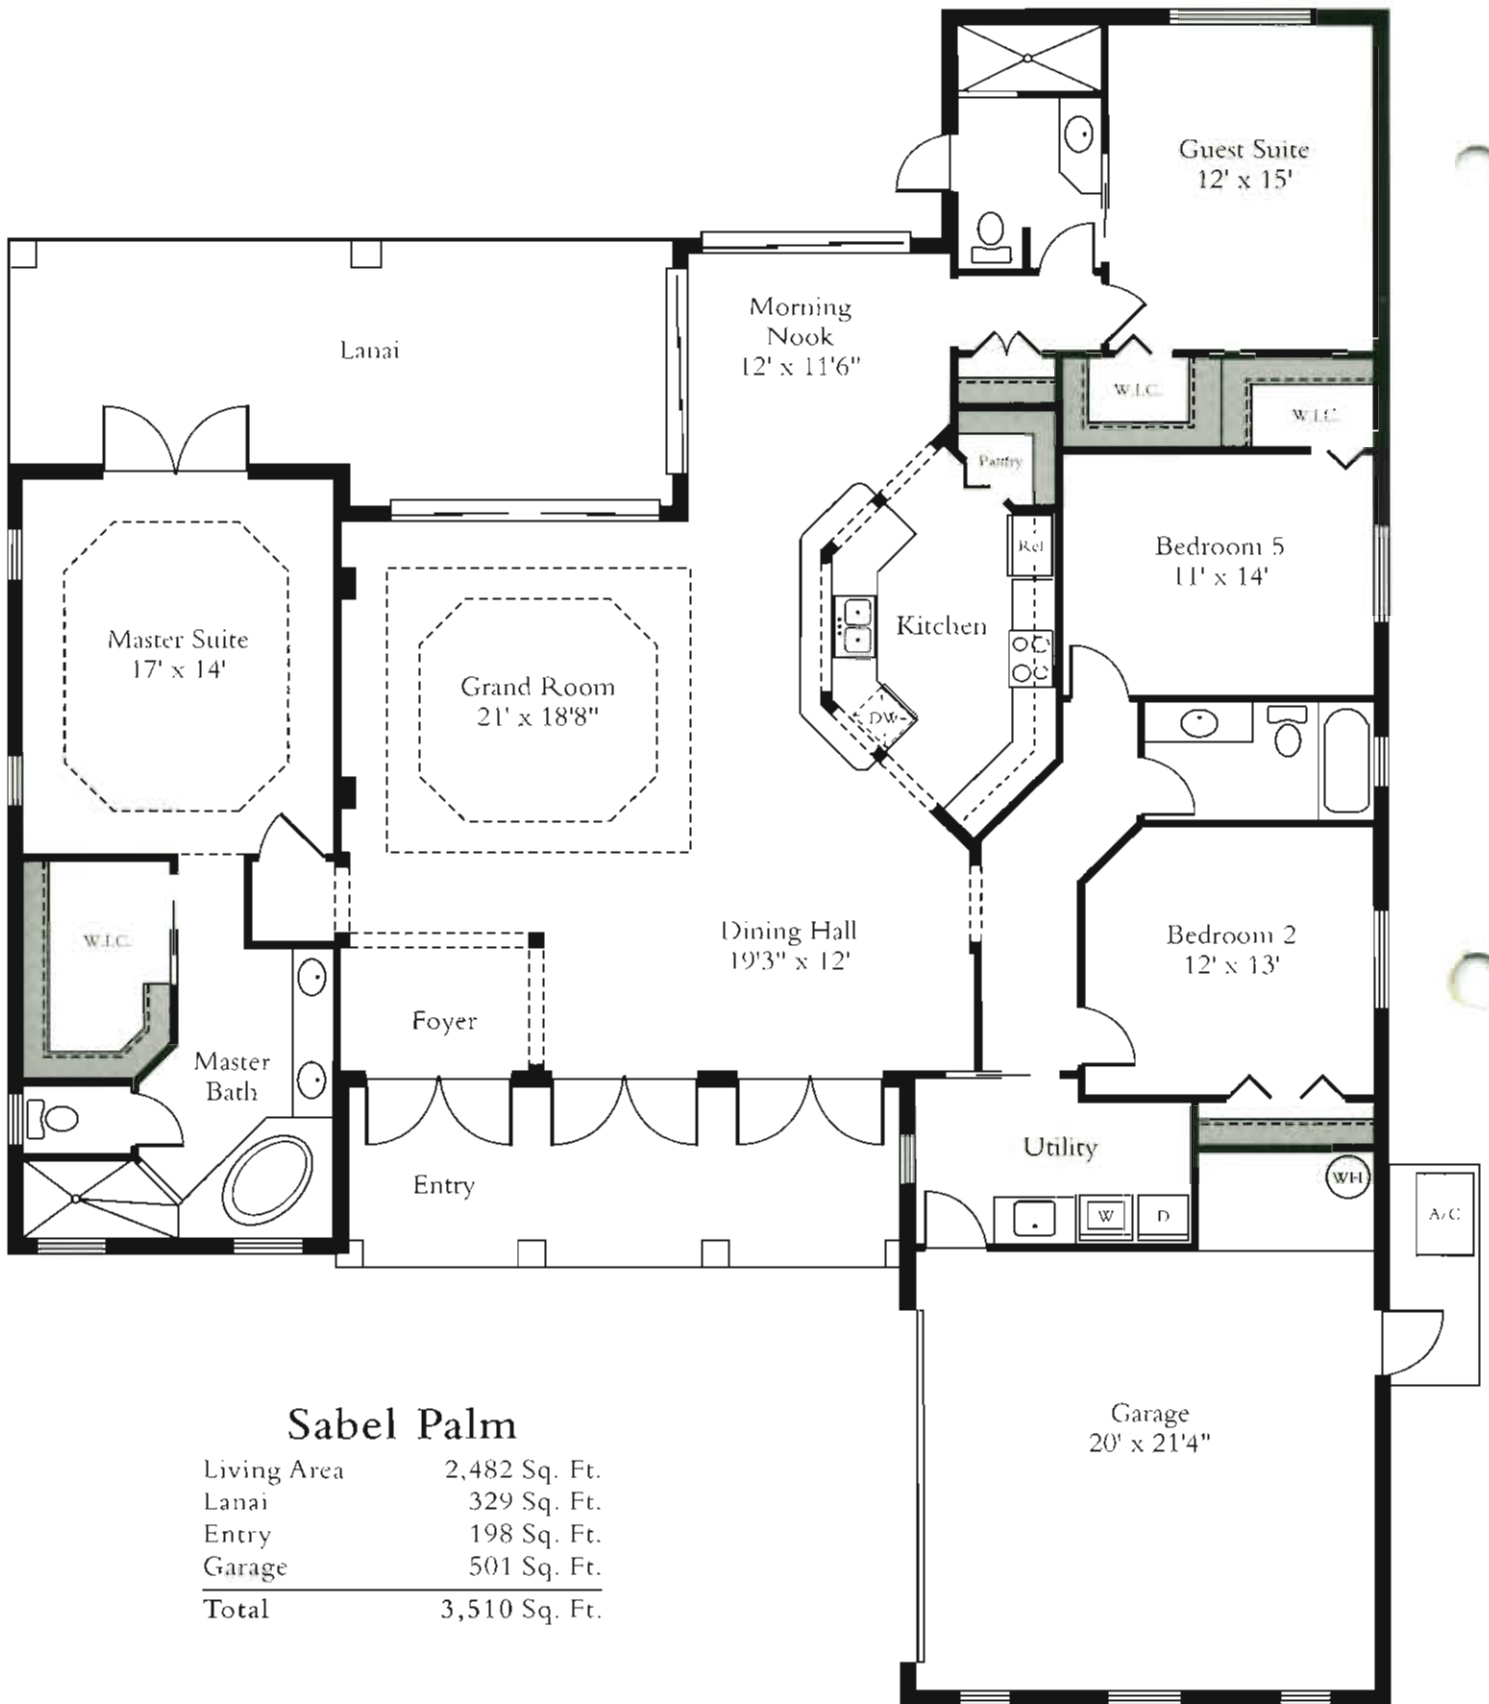 Guest Suite
12' x 15'
Morning
Nook
12' x 11'6"
Lanai
W.I.C.
W.I.C.
Pantry
Ref
Bedroom 5
11' x 14'
Kitchen
Master Suite
17' x 14'
Grand Room
21' x 18'8"
DW
Dining Hall
19'3" x 12'
Bedroom 2
12' x 13'
W.I.C.
Foyer
Master
Bath
Utility
Entry
WH
A/C
W
D
Garage
20' x 21'4"
Sabel Palm
Living Area 2,482 Sq. Ft.
Lanai 329 Sq. Ft.
Entry 198 Sq. Ft.
Garage 501 Sq. Ft.
Total 3,510 Sq. Ft.